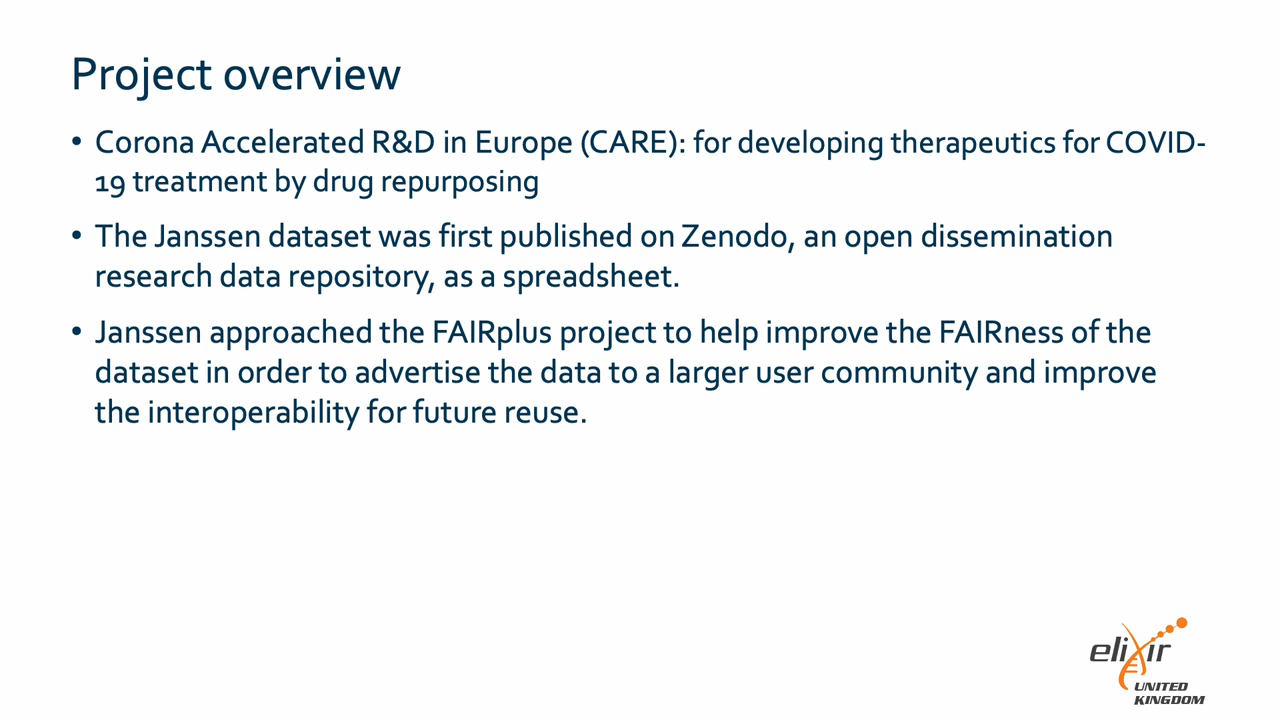 Project overview
• Corona Accelerated R&D in Europe (CARE): for developing therapeutics for COVID-
19 treatment by drug repurposing
• The Janssen dataset was first published on Zenodo, an open dissemination
research data repository, as a spreadsheet.
• Janssen approached the FAIRplus project to help improve the FAIRness of the
dataset in order to advertise the data to a larger user community and improve
the interoperability for future reuse.
elixir
UNITED
KINGDOM